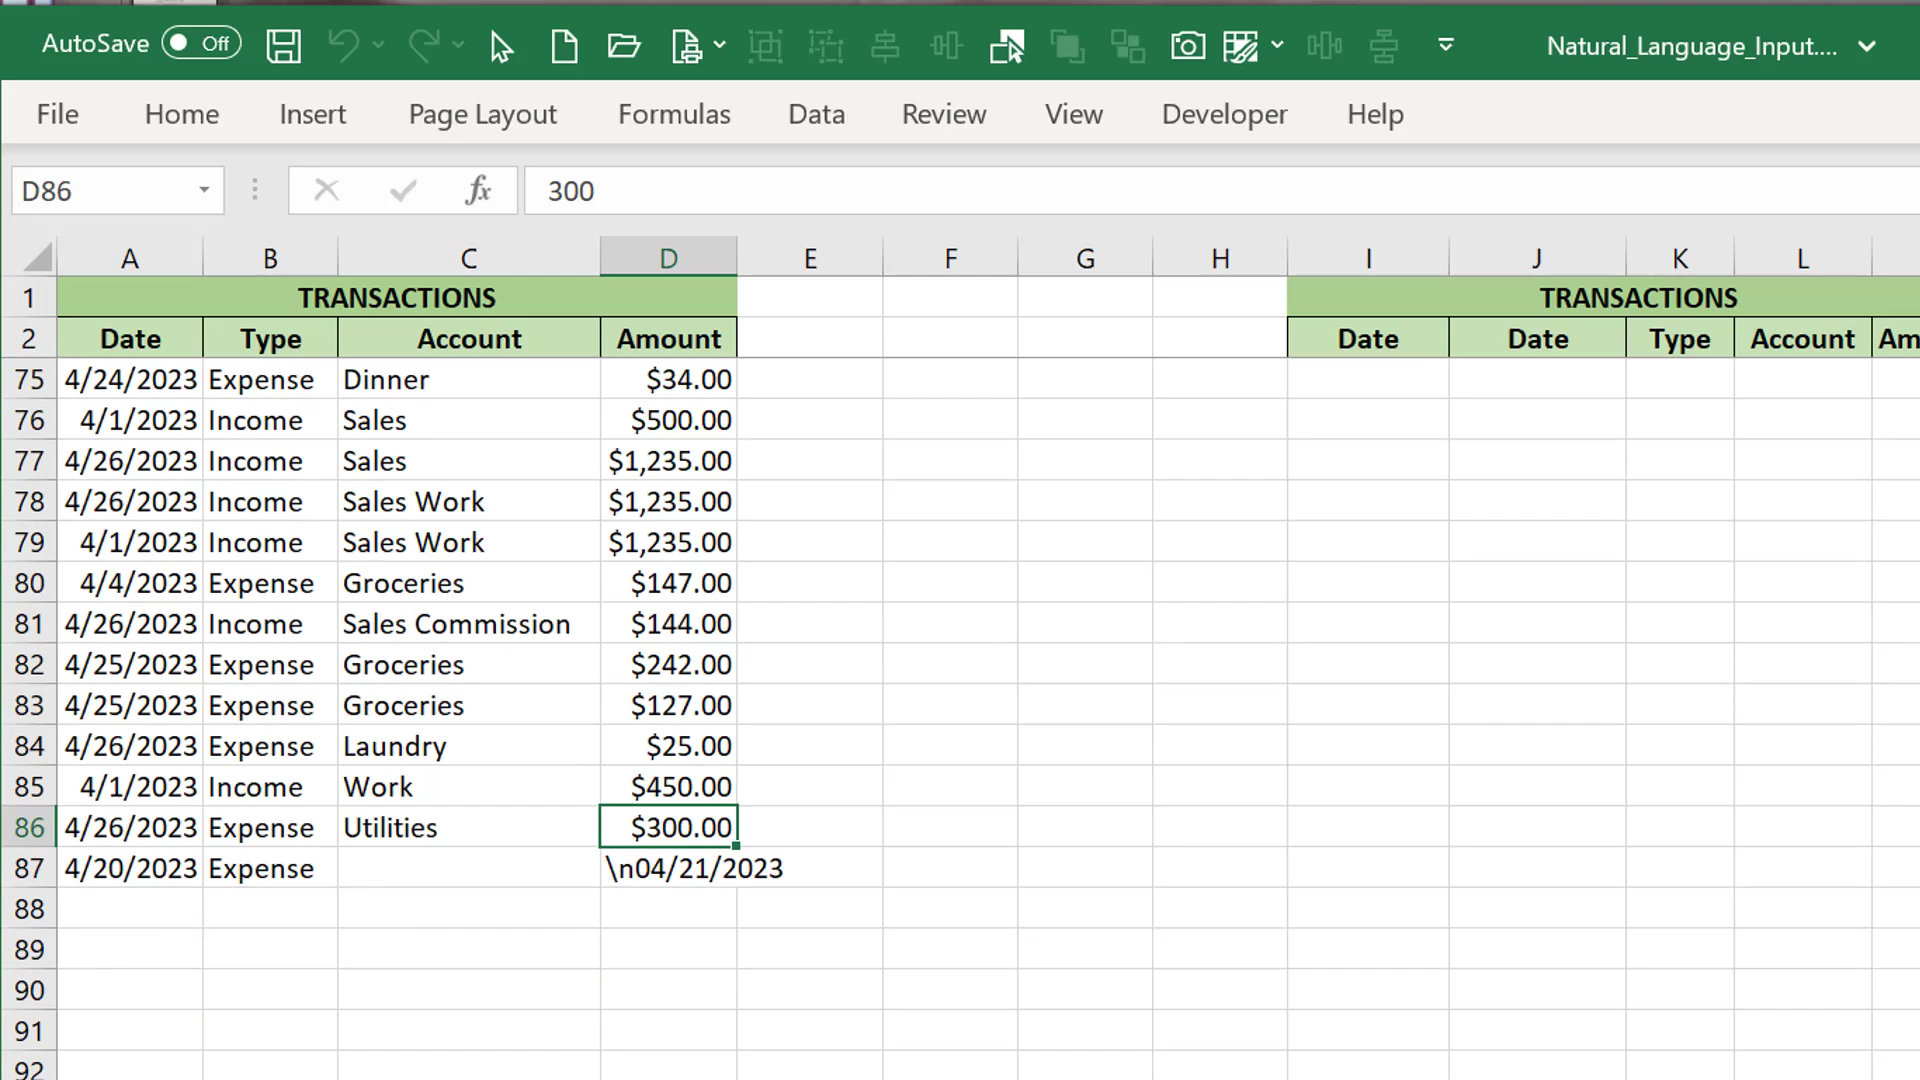 AutoSave Off Natural_Language_Input....
File Home Insert Page Layout Formulas Data Review View Developer Help
D86 fx 300
A B C D E F G H I J K L
1 TRANSACTIONS TRANSACTIONS
2 Date Type Account Amount Date Date Type Account Am
75 4/24/2023 Expense Dinner $34.00
76 4/1/2023 Income Sales $500.00
77 4/26/2023 Income Sales $1,235.00
78 4/26/2023 Income Sales Work $1,235.00
79 4/1/2023 Income Sales Work $1,235.00
80 4/4/2023 Expense Groceries $147.00
81 4/26/2023 Income Sales Commission $144.00
82 4/25/2023 Expense Groceries $242.00
83 4/25/2023 Expense Groceries $127.00
84 4/26/2023 Expense Laundry $25.00
85 4/1/2023 Income Work $450.00
86 4/26/2023 Expense Utilities $300.00
87 4/20/2023 Expense \n04/21/2023
88
89
90
91
92